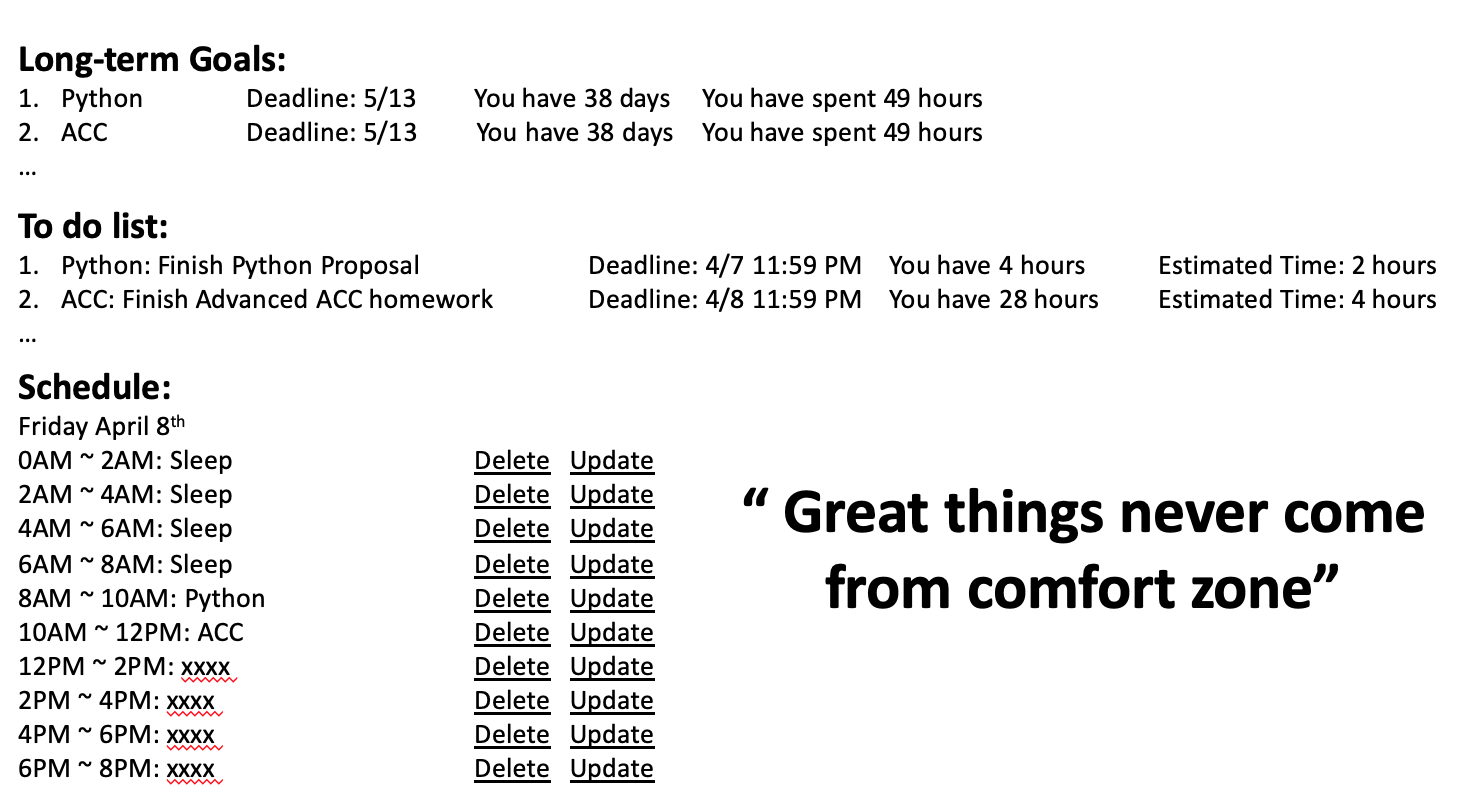 Long-term Goals:
1. Python Deadline: 5/13 You have 38 days You have spent 49 hours
2. ACC Deadline: 5/13 You have 38 days You have spent 49 hours
...
To do list:
1. Python: Finish Python Proposal Deadline: 4/7 11:59 PM You have 4 hours Estimated Time: 2 hours
2. ACC: Finish Advanced ACC homework Deadline: 4/8 11:59 PM You have 28 hours Estimated Time: 4 hours
...
Schedule:
Friday April 8th
0AM ~ 2AM: Sleep Delete Update
2AM ~ 4AM: Sleep Delete Update
4AM ~ 6AM: Sleep Delete Update
6AM ~ 8AM: Sleep Delete Update
8AM ~ 10AM: Python Delete Update
10AM ~ 12PM: ACC Delete Update
12PM ~ 2PM: xxxx Delete Update
2PM ~ 4PM: xxxx Delete Update
4PM ~ 6PM: xxxx Delete Update
6PM ~ 8PM: xxxx Delete Update
“ Great things never come
from comfort zone”